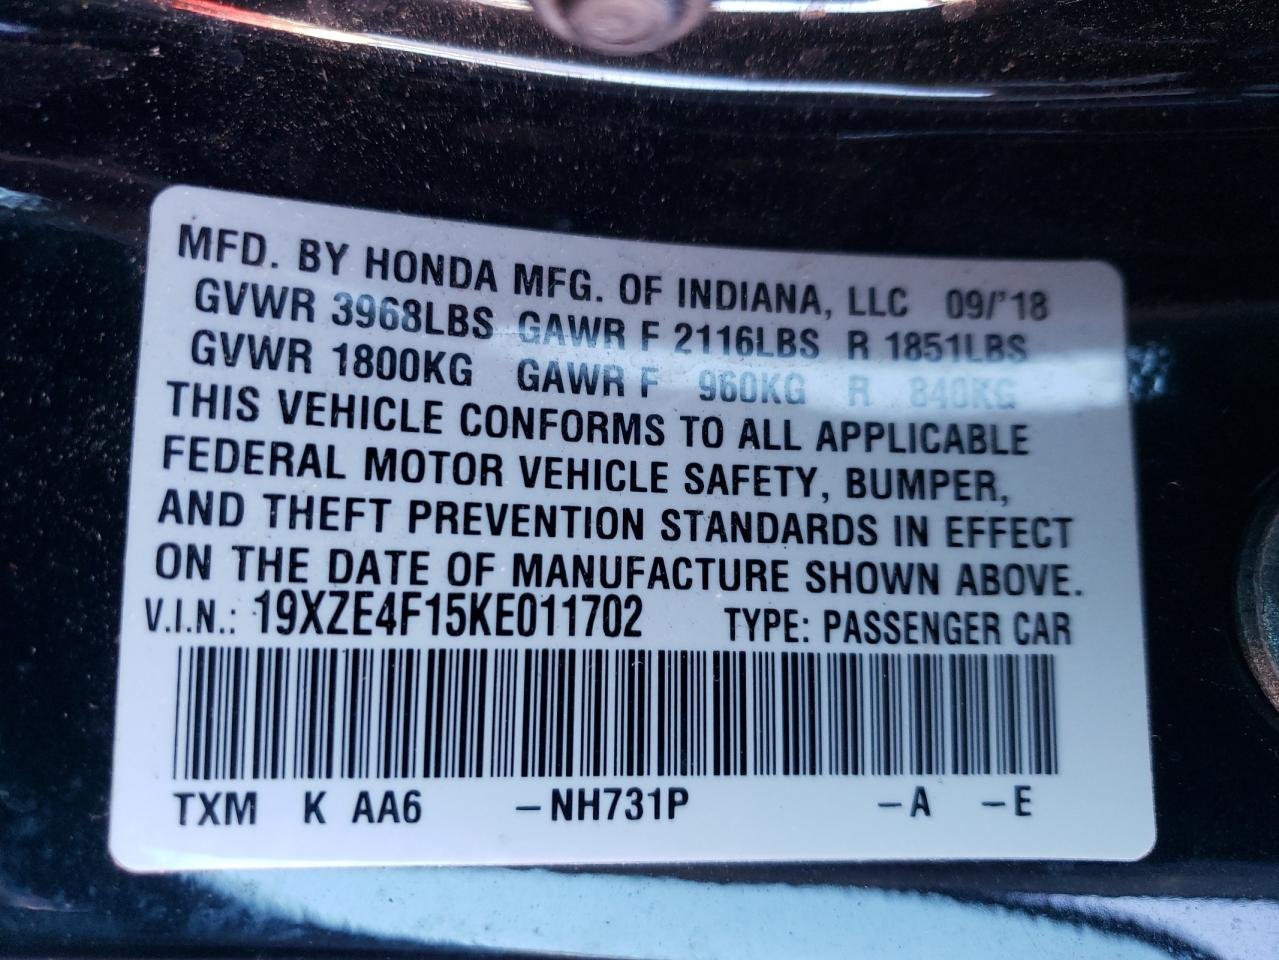 MFD. BY HONDA MFG. OF INDIANA, LLC 09/'18
GVWR 3968LBS GAWR F 2116LBS R 1851LBS
GVWR 1800KG GAWR F 960KG R 840KG
THIS VEHICLE CONFORMS TO ALL APPLICABLE
FEDERAL MOTOR VEHICLE SAFETY, BUMPER,
AND THEFT PREVENTION STANDARDS IN EFFECT
ON THE DATE OF MANUFACTURE SHOWN ABOVE.
V.I.N.: 19XZE4F15KE011702 TYPE: PASSENGER CAR
TXM K AA6 –NH731P –A –E